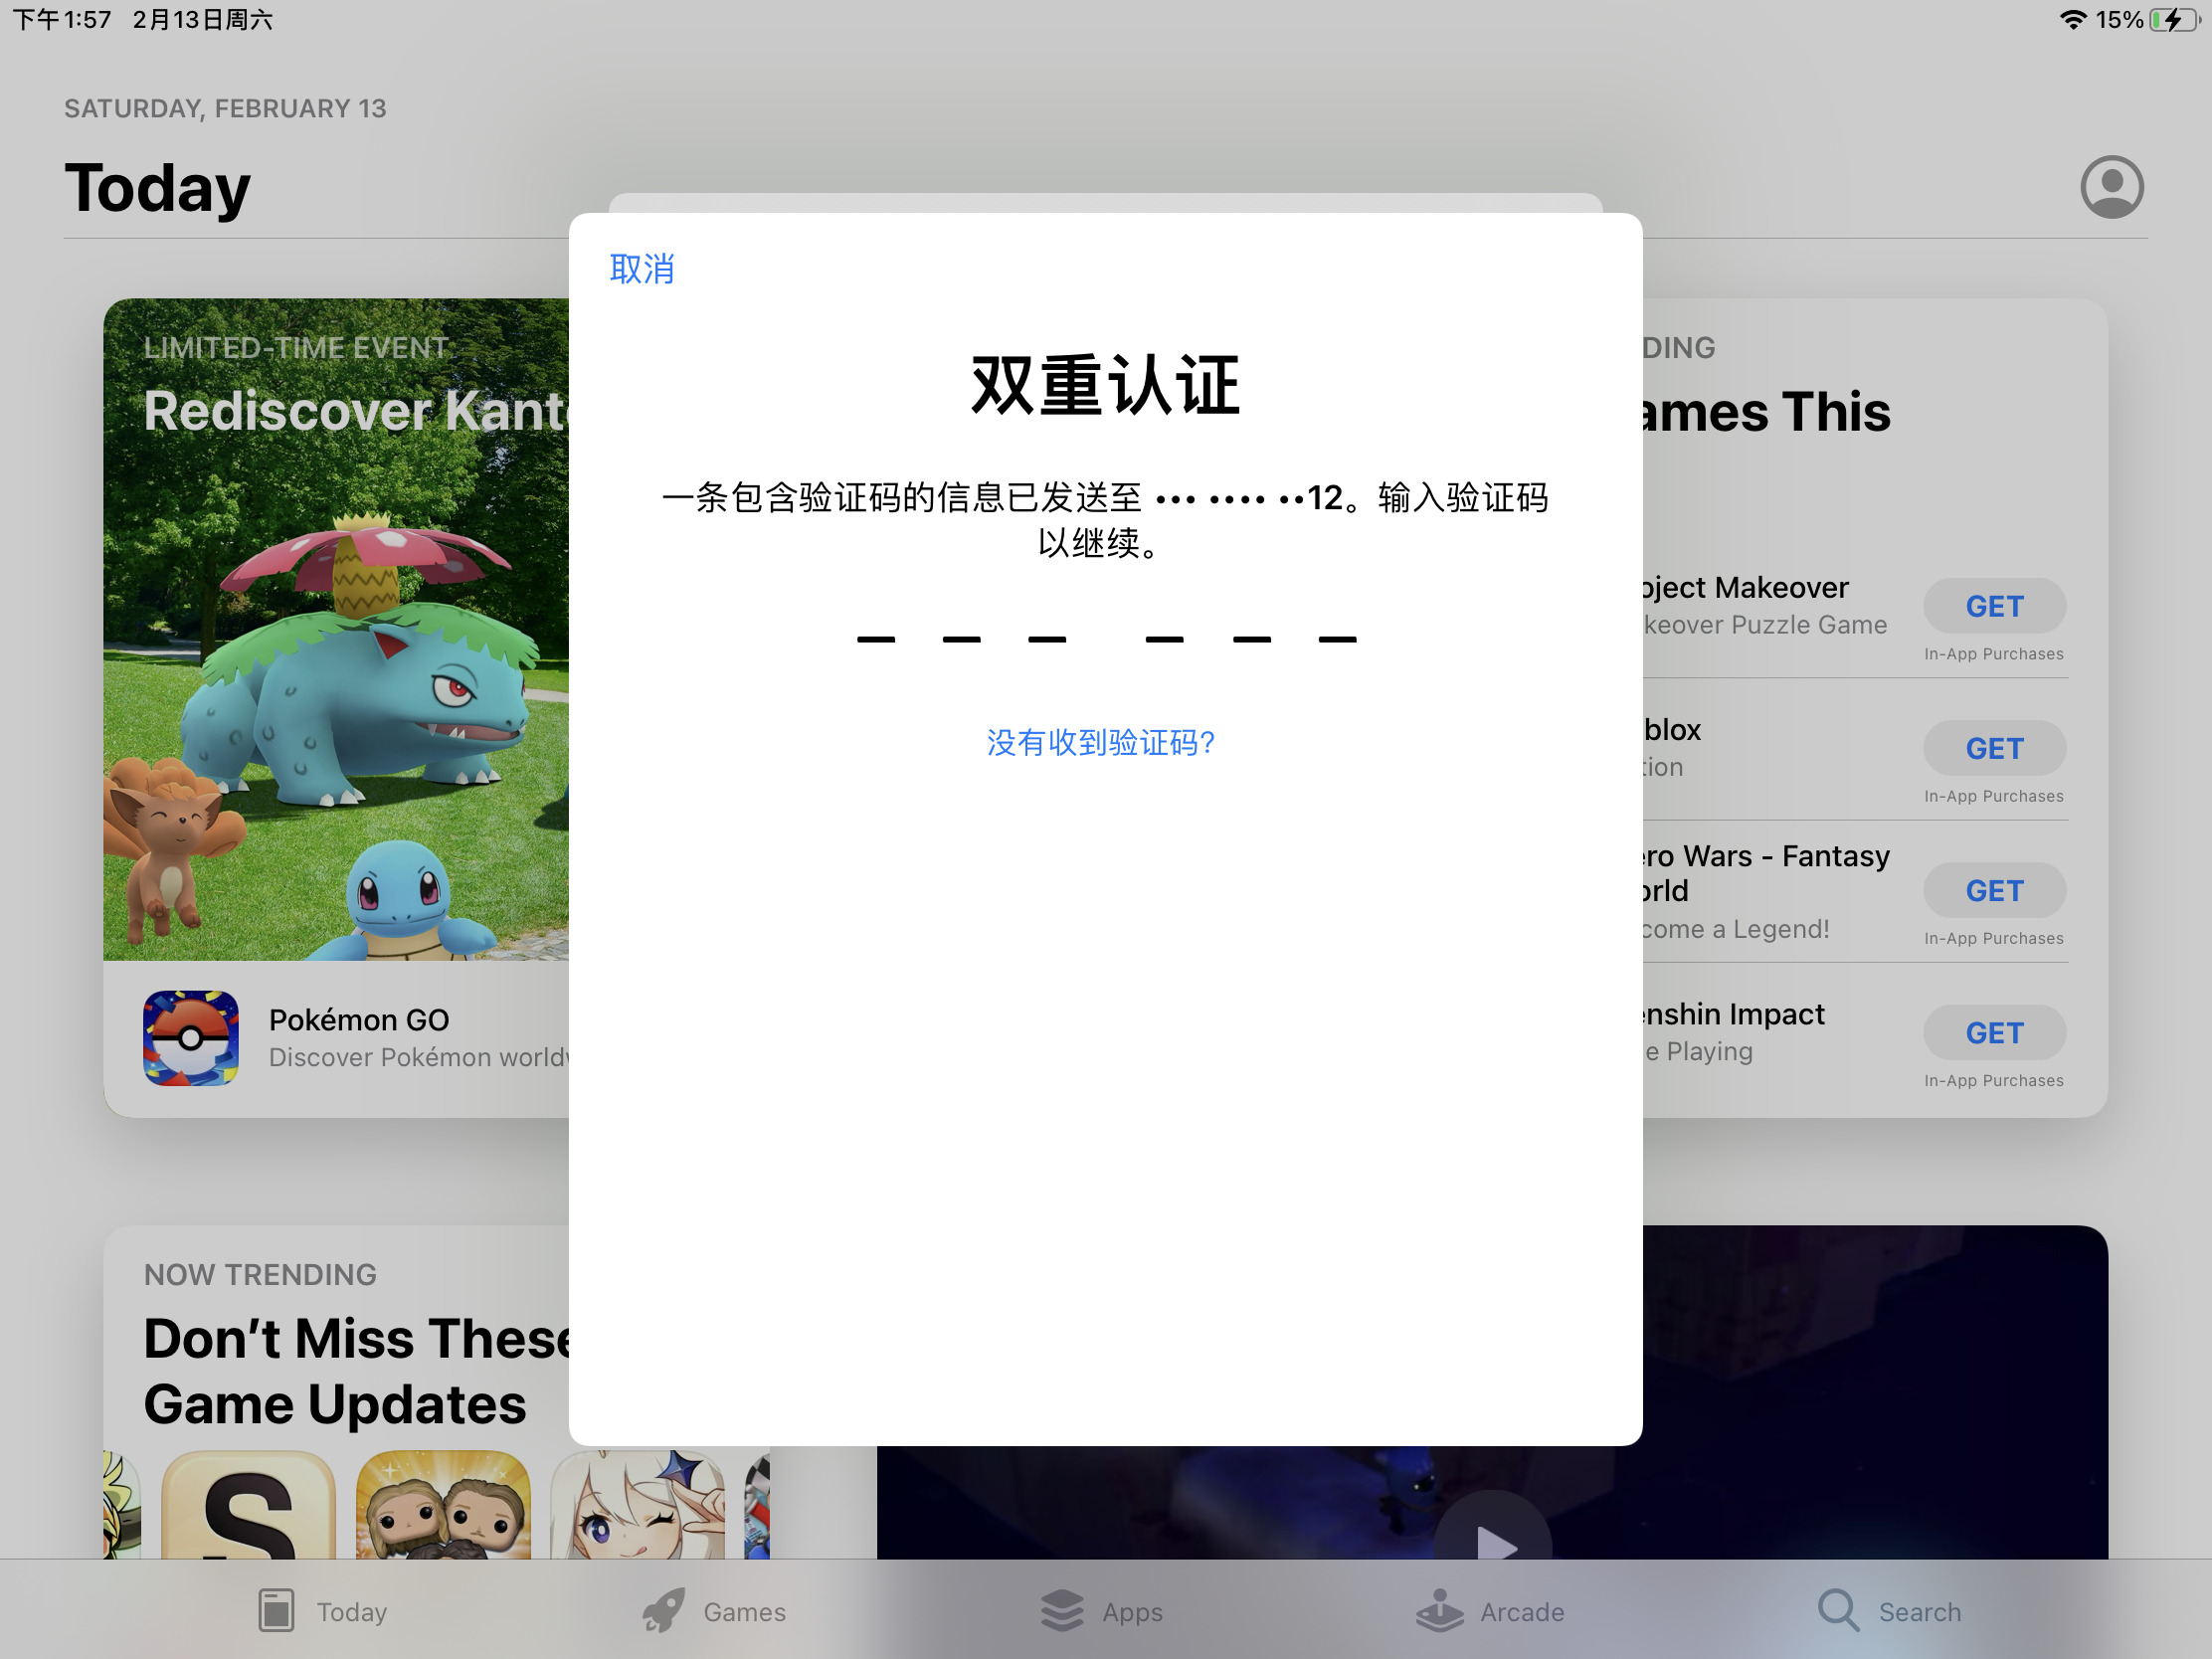 下午1:57 2月13日周六
15%
SATURDAY, FEBRUARY 13
Today
取消
双重认证
一条包含验证码的信息已发送至 ••• •••• ••12。输入验证码
以继续。
没有收到验证码?
LIMITED-TIME EVENT
Rediscover Kanto
Pokémon GO
Discover Pokémon worldw
DING
ames This
oject Makeover
keover Puzzle Game
GET
In-App Purchases
blox
tion
GET
In-App Purchases
ero Wars - Fantasy
orld
come a Legend!
GET
In-App Purchases
enshin Impact
e Playing
GET
In-App Purchases
NOW TRENDING
Don’t Miss These
Game Updates
S
Today
Games
Apps
Arcade
Search